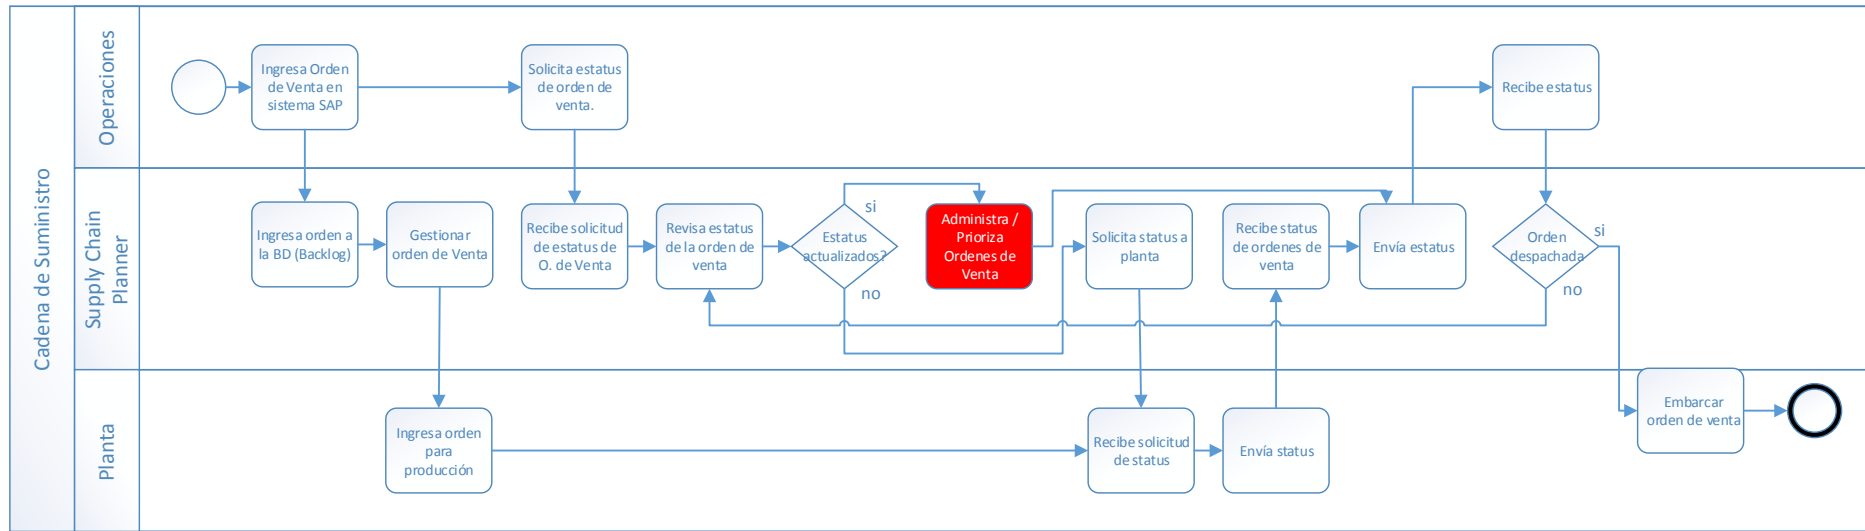 Cadena de Suministro
Operaciones
Ingresa Orden
de Venta en
sistema SAP
Solicita estatus
de orden de
venta.
Recibe estatus
Supply Chain
Planner
Ingresa orden a
la BD (Backlog)
Gestionar
orden de Venta
Recibe solicitud
de estatus de
O. de Venta
Revisa estatus
de la orden de
venta
Estatus
actualizados?
si
no
Administra /
Prioriza
Ordenes de
Venta
Solicita status a
planta
Recibe status
de ordenes de
venta
Envía estatus
Orden
despachada
si
no
Planta
Ingresa orden
para
producción
Recibe solicitud
de status
Envía status
Embarcar
orden de venta